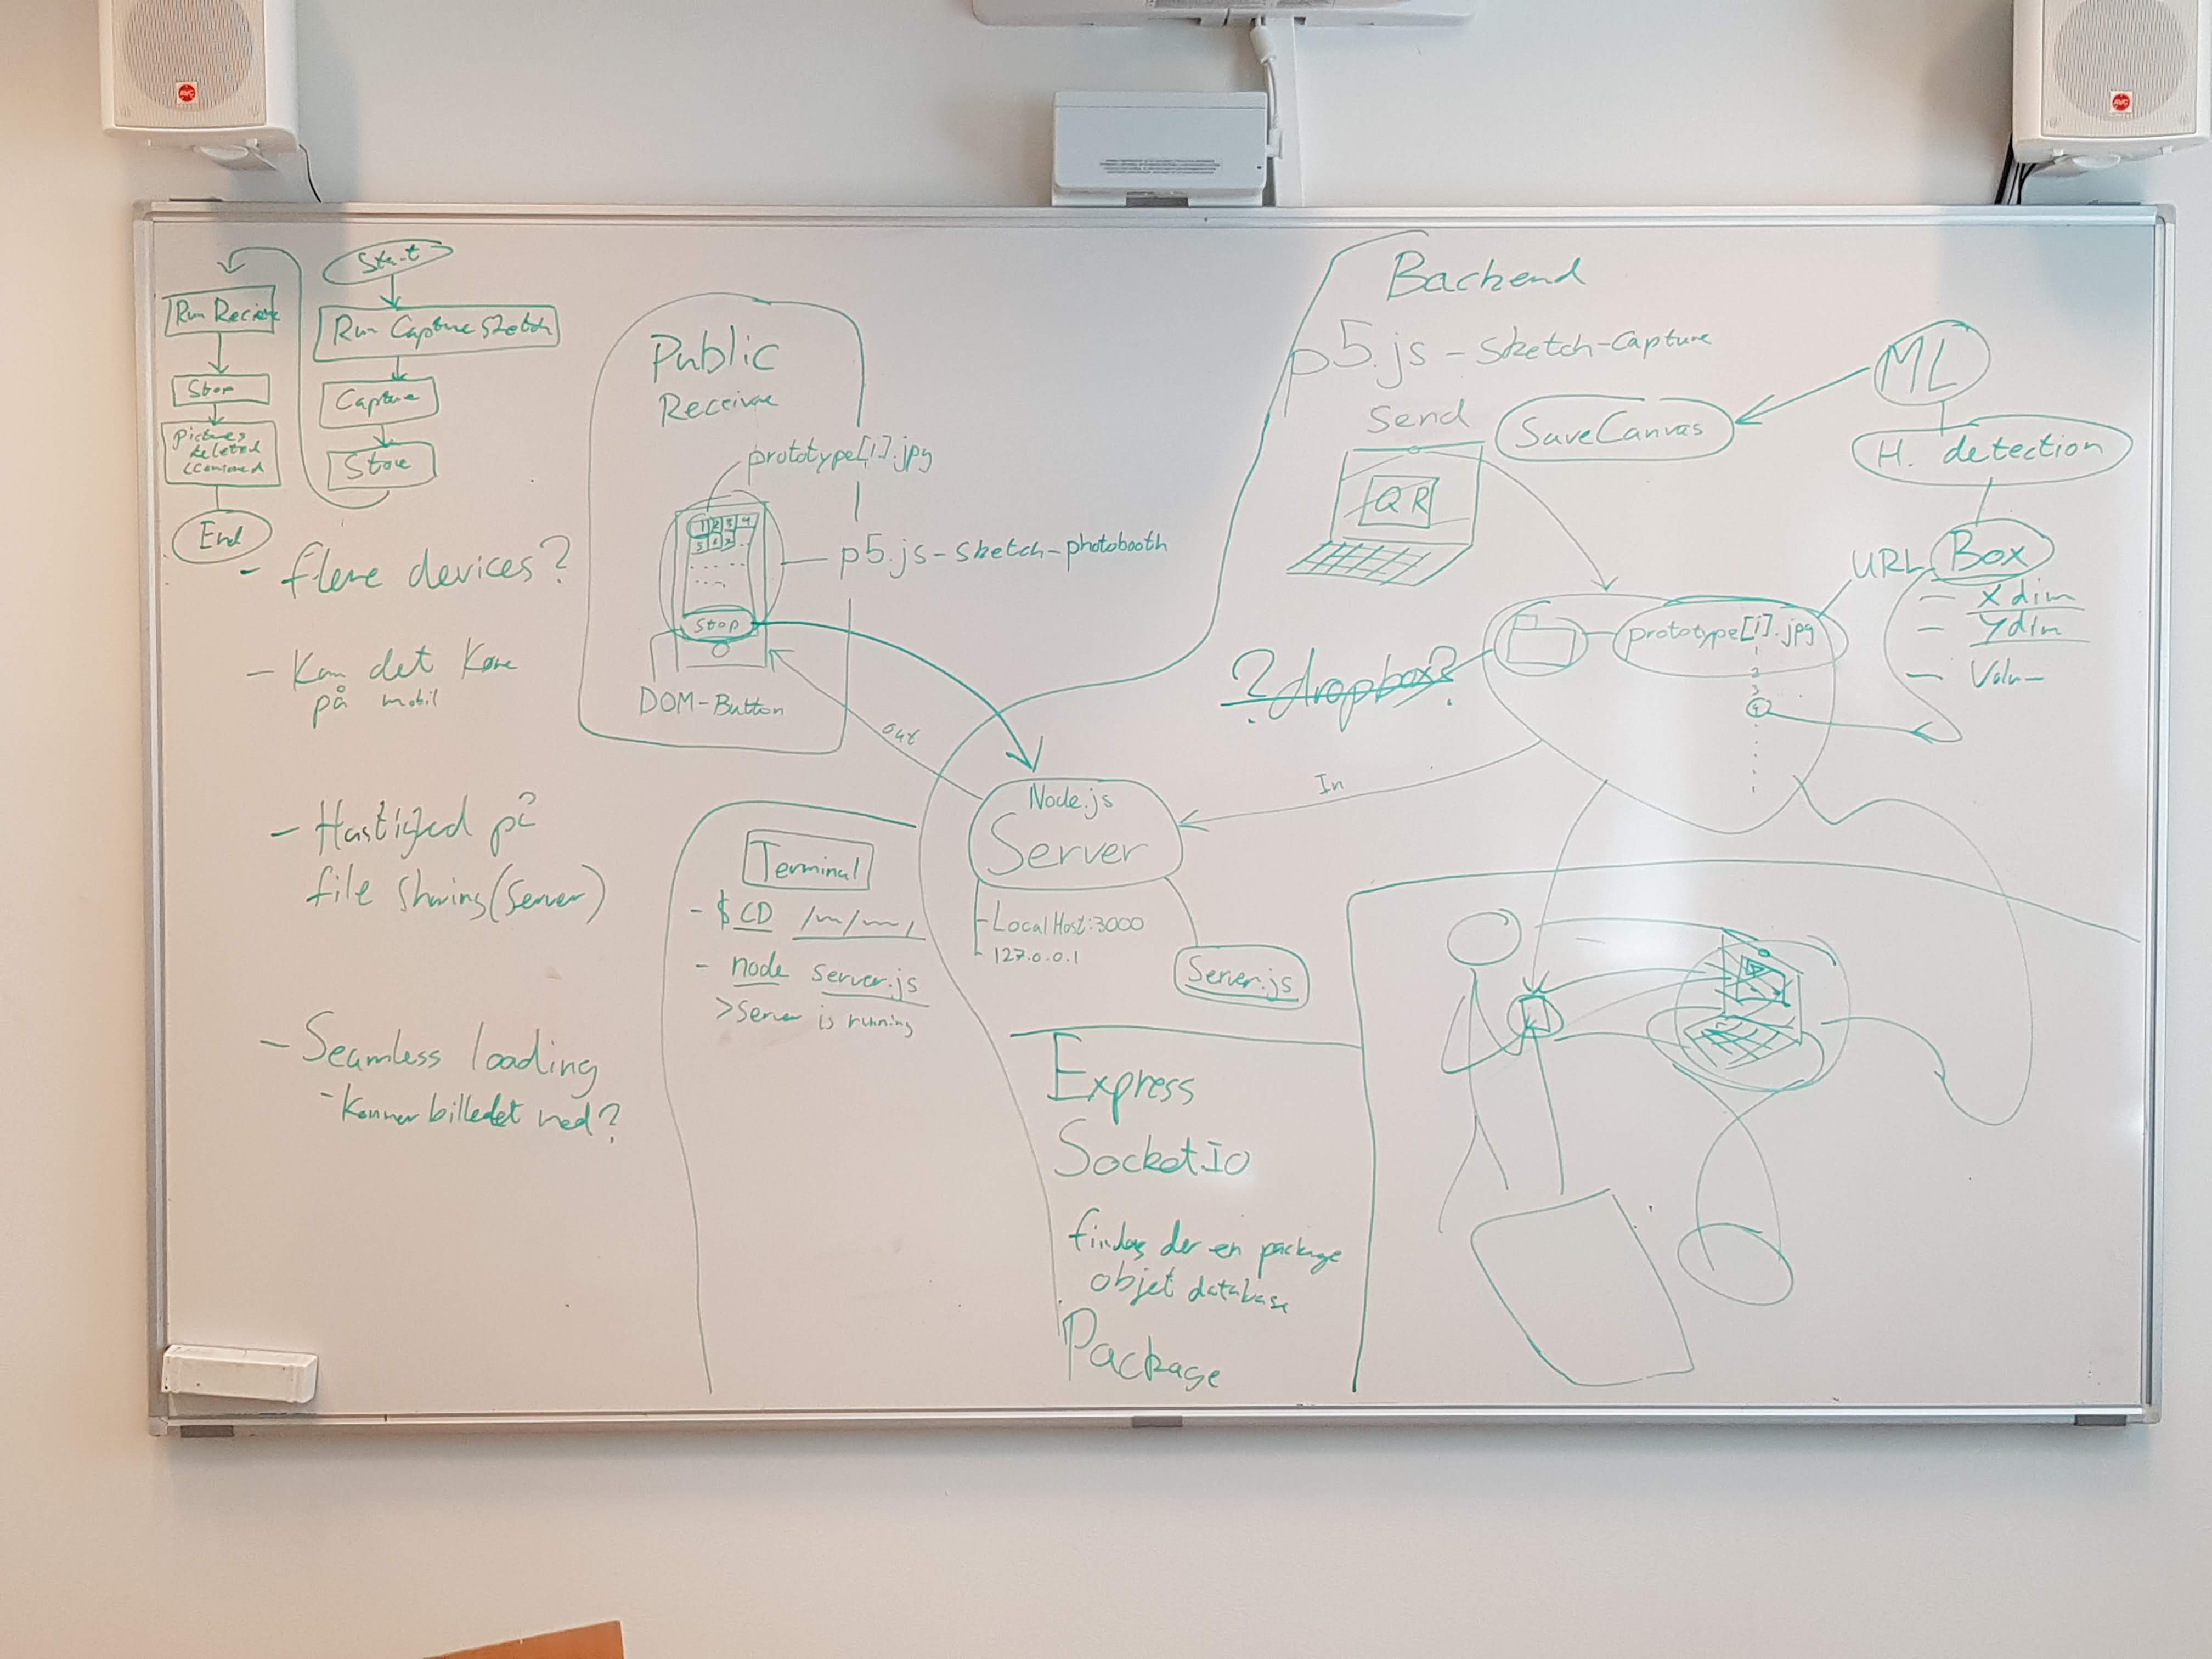 AVC
AVC
Start
Run Capture Sketch
Capture
Store
Run Recieve
Stop
pictures
deleted
End
- flere devices?
- Kan det Køre
på mobil
- Hastighed på
file sharing (server)
- Seamless loading
- Kommer billedet ned?
Public
Receive
prototype[i].jpg
1 2 3 4
5 6 7
p5.js-sketch-photobooth
Stop
DOM-Button
out
Terminal
- $ CD
- node server.js
>Server is running
Node.js
Server
- LocalHost:3000
- 127.0.0.1
Server.js
Express
Socket.Io
findes der en package
objet database
Package
Backend
p5.js - Sketch-Capture
Send
SaveCanvas
ML
H. detection
QR
URL
Box
- Xdim
- Ydim
prototype[i].jpg
1
2
3
4
? dropbox?
In